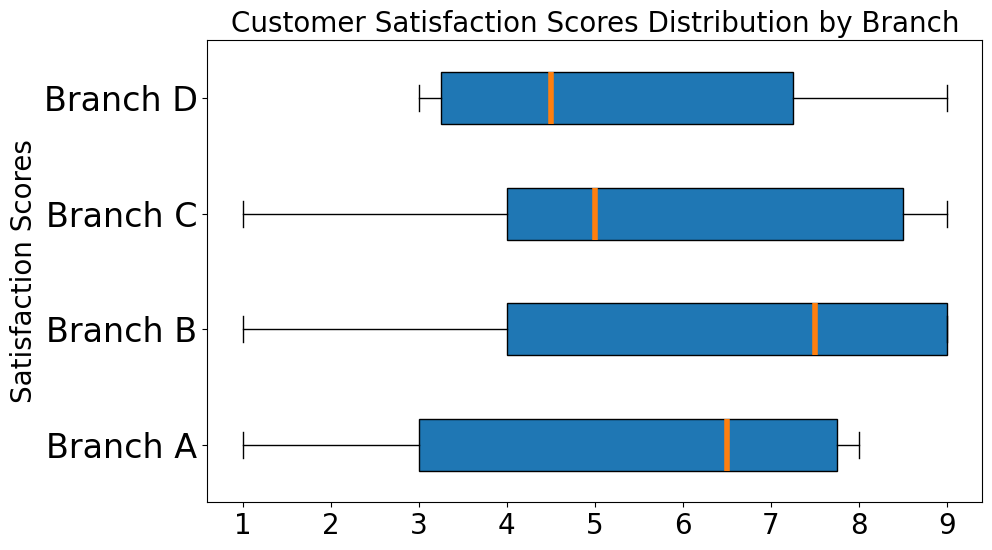 Customer Satisfaction Scores Distribution by Branch
Satisfaction Scores
Branch D
Branch C
Branch B
Branch A
1 2 3 4 5 6 7 8 9